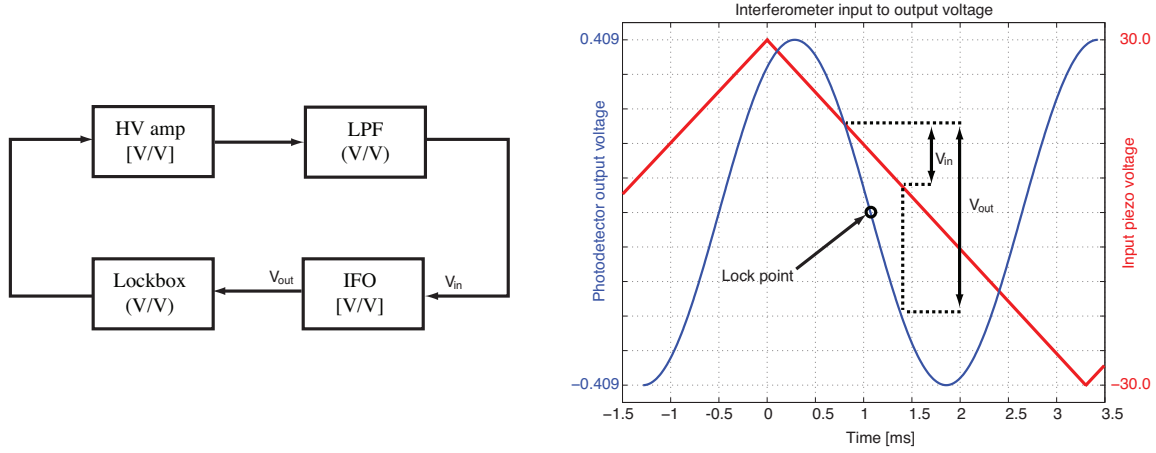 HV amp
[V/V]
LPF
(V/V)
Lockbox
(V/V)
Vout
IFO
[V/V]
Vin
Interferometer input to output voltage
0.409
30.0
Photodetector output voltage
Input piezo voltage
Vin
Vout
Lock point
−0.409
−30.0
−1.5
−1
-0.5
0
0.5
1
1.5
2
2.5
3
3.5
Time [ms]